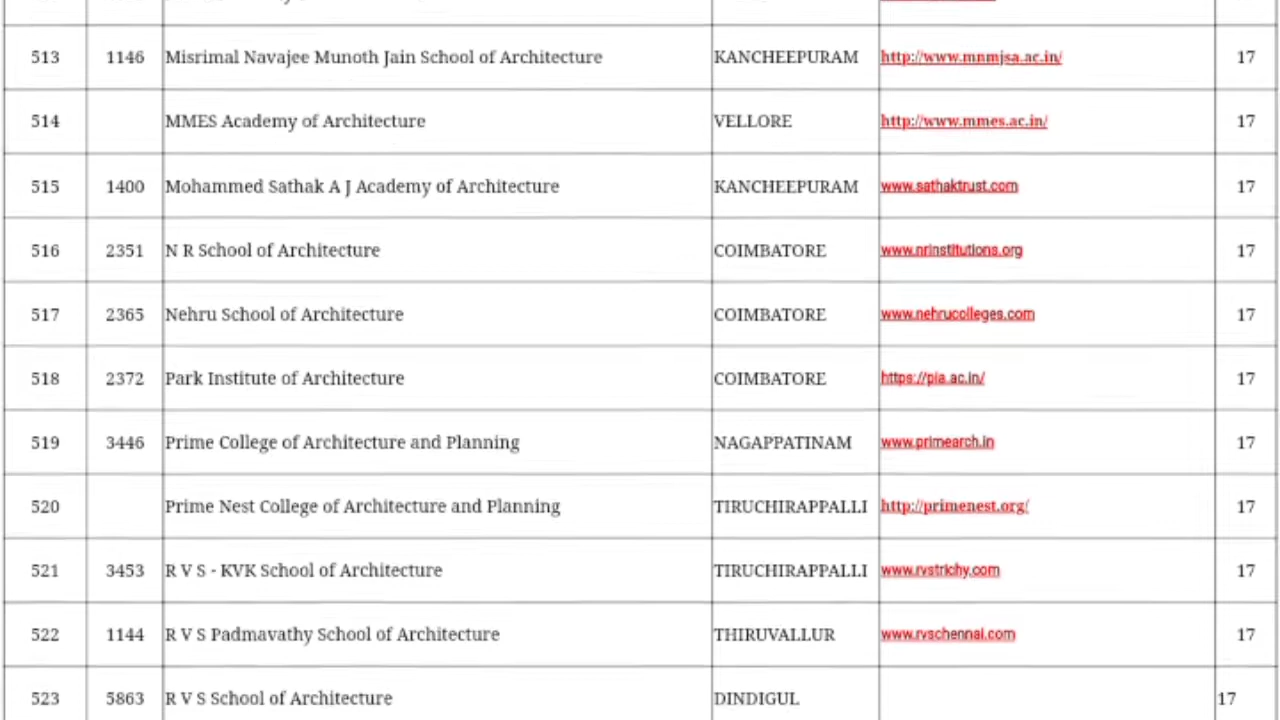 513 1146 Misrimal Navajee Munoth Jain School of Architecture KANCHEEPURAM http://www.mnmjsa.ac.in/ 17
514 MMES Academy of Architecture VELLORE http://www.mmes.ac.in/ 17
515 1400 Mohammed Sathak A J Academy of Architecture KANCHEEPURAM www.sathaktrust.com 17
516 2351 N R School of Architecture COIMBATORE www.nrinstitutions.org 17
517 2365 Nehru School of Architecture COIMBATORE www.nehrucolleges.com 17
518 2372 Park Institute of Architecture COIMBATORE https://pia.ac.in/ 17
519 3446 Prime College of Architecture and Planning NAGAPPATINAM www.primearch.in 17
520 Prime Nest College of Architecture and Planning TIRUCHIRAPPALLI http://primenest.org/ 17
521 3453 R V S - KVK School of Architecture TIRUCHIRAPPALLI www.rvstrichy.com 17
522 1144 R V S Padmavathy School of Architecture THIRUVALLUR www.rvschennai.com 17
523 5863 R V S School of Architecture DINDIGUL 17